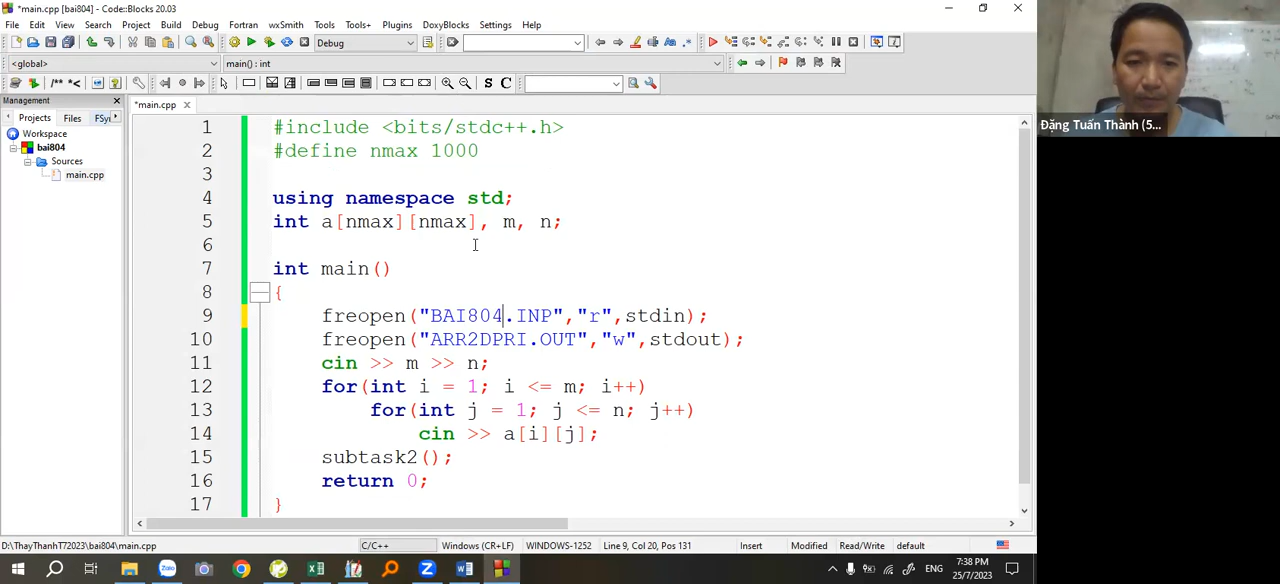 *main.cpp [bai804] - Code::Blocks 20.03
File Edit View Search Project Build Debug Fortran wxSmith Tools Tools+ Plugins DoxyBlocks Settings Help
Debug
<global> main() : int
/** *<
S C
Management
Projects Files FSy
Workspace
bai804
Sources
main.cpp
*main.cpp
1 #include <bits/stdc++.h>
2 #define nmax 1000
3
4 using namespace std;
5 int a[nmax][nmax], m, n;
6
7 int main()
8 {
9 freopen("BAI804.INP","r",stdin);
10 freopen("ARR2DPRI.OUT","w",stdout);
11 cin >> m >> n;
12 for(int i = 1; i <= m; i++)
13 for(int j = 1; j <= n; j++)
14 cin >> a[i][j];
15 subtask2();
16 return 0;
17 }
D:\ThayThanhT72023\bai804\main.cpp C/C++ Windows (CR+LF) WINDOWS-1252 Line 9, Col 20, Pos 131 Insert Modified Read/Write default
Zalo
ENG
7:38 PM
25/7/2023
Đặng Tuấn Thành (5...